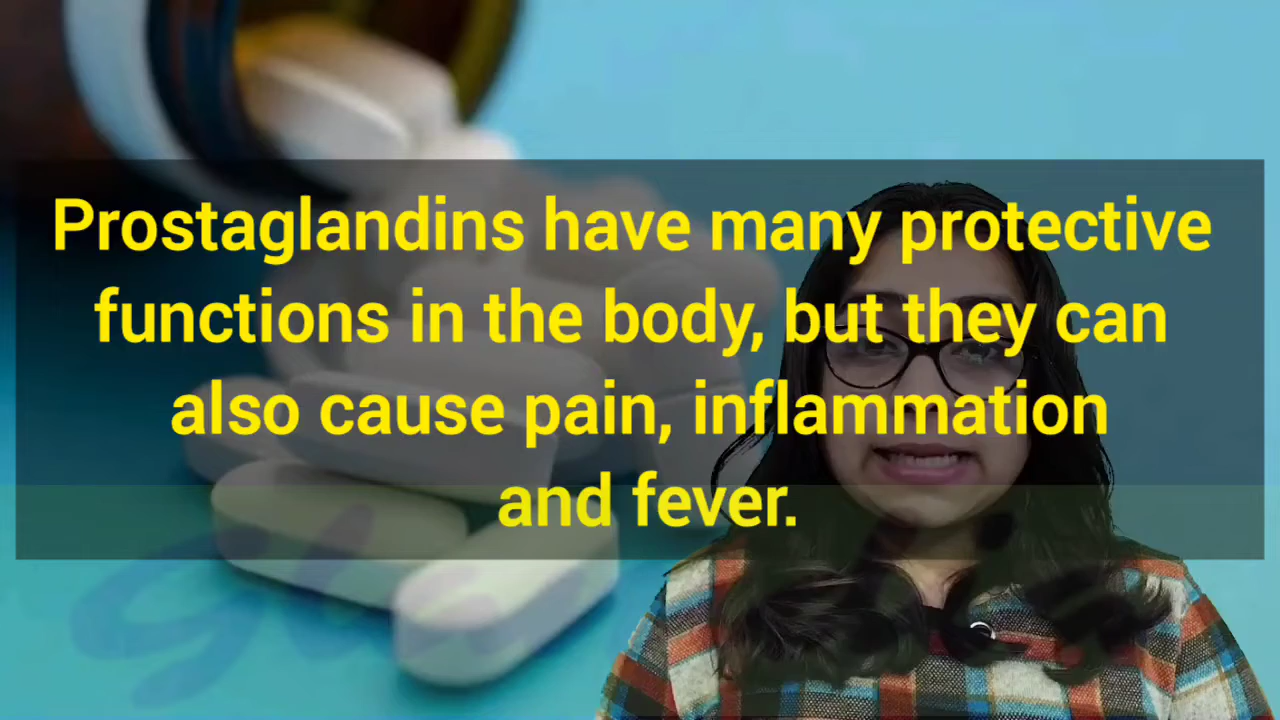 Prostaglandins have many protective
functions in the body, but they can
also cause pain, inflammation
and fever.